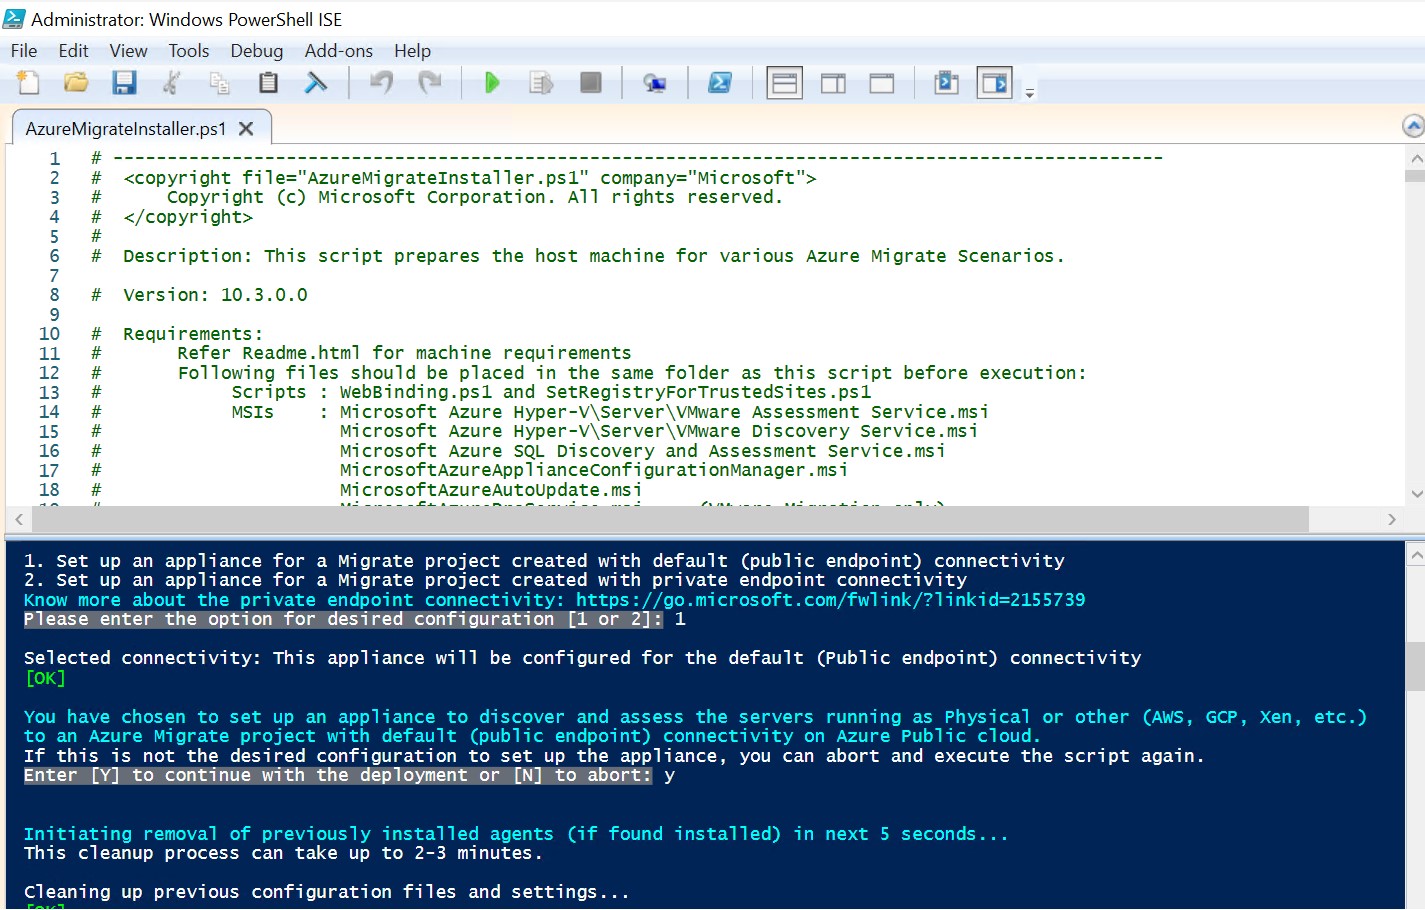 Administrator: Windows PowerShell ISE
File Edit View Tools Debug Add-ons Help
AzureMigrateInstaller.ps1
1 # -------------------------------------------------------------------------------------------------
2 # <copyright file="AzureMigrateInstaller.ps1" company="Microsoft">
3 # Copyright (c) Microsoft Corporation. All rights reserved.
4 # </copyright>
5 #
6 # Description: This script prepares the host machine for various Azure Migrate Scenarios.
7
8 # Version: 10.3.0.0
9
10 # Requirements:
11 # Refer Readme.html for machine requirements
12 # Following files should be placed in the same folder as this script before execution:
13 # Scripts : WebBinding.ps1 and SetRegistryForTrustedSites.ps1
14 # MSIs : Microsoft Azure Hyper-V\Server\VMware Assessment Service.msi
15 # Microsoft Azure Hyper-V\Server\VMware Discovery Service.msi
16 # Microsoft Azure SQL Discovery and Assessment Service.msi
17 # MicrosoftAzureApplianceConfigurationManager.msi
18 # MicrosoftAzureAutoUpdate.msi
1. Set up an appliance for a Migrate project created with default (public endpoint) connectivity
2. Set up an appliance for a Migrate project created with private endpoint connectivity
Know more about the private endpoint connectivity: https://go.microsoft.com/fwlink/?linkid=2155739
Please enter the option for desired configuration [1 or 2]: 1
Selected connectivity: This appliance will be configured for the default (Public endpoint) connectivity
[OK]
You have chosen to set up an appliance to discover and assess the servers running as Physical or other (AWS, GCP, Xen, etc.)
to an Azure Migrate project with default (public endpoint) connectivity on Azure Public cloud.
If this is not the desired configuration to set up the appliance, you can abort and execute the script again.
Enter [Y] to continue with the deployment or [N] to abort: y
Initiating removal of previously installed agents (if found installed) in next 5 seconds...
This cleanup process can take up to 2-3 minutes.
Cleaning up previous configuration files and settings...